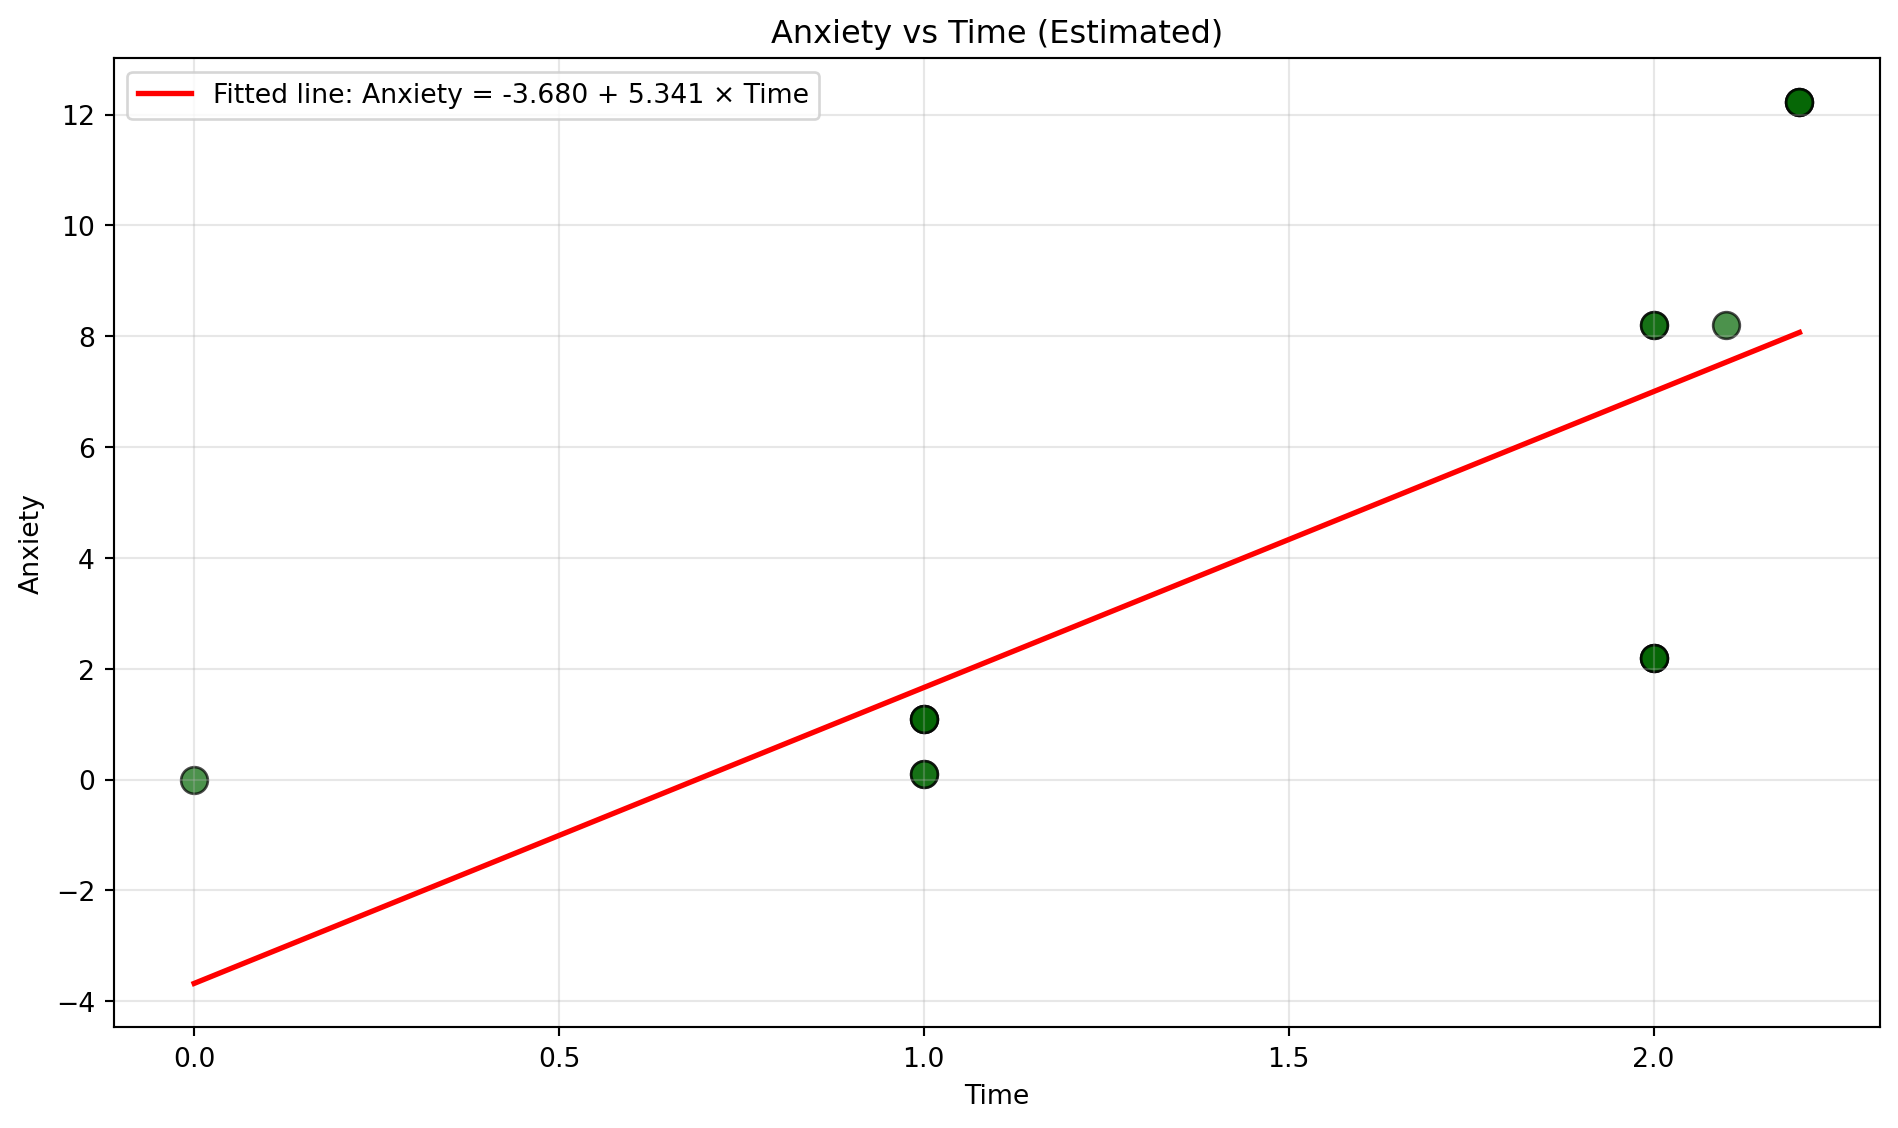 Anxiety vs Time (Estimated)
Fitted line: Anxiety = -3.680 + 5.341 × Time
12
10
8
6
4
2
0
−2
−4
Anxiety
0.0 0.5 1.0 1.5 2.0
Time